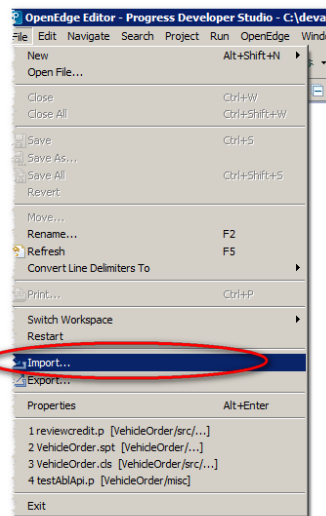 OpenEdge Editor - Progress Developer Studio - C:\deva
File Edit Navigate Search Project Run OpenEdge Wind
New Alt+Shift+N
Open File...
Close Ctrl+W
Close All Ctrl+Shift+W
Save Ctrl+S
Save As...
Save All Ctrl+Shift+S
Revert
Move...
Rename... F2
Refresh F5
Convert Line Delimiters To
Print... Ctrl+P
Switch Workspace
Restart
Import...
Export...
Properties Alt+Enter
1 reviewcredit.p [VehicleOrder/src/...]
2 VehicleOrder.spt [VehicleOrder/...]
3 VehicleOrder.cls [VehicleOrder/src/...]
4 testAblApi.p [VehicleOrder/misc]
Exit